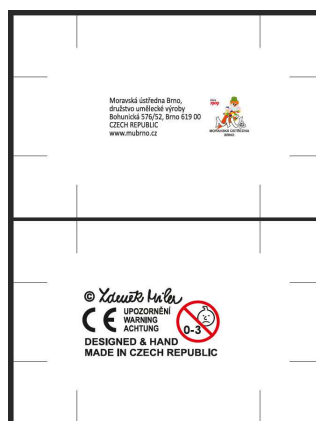 Moravská ústředna Brno,
družstvo umělecké výroby
Bohunická 576/52, Brno 619 00
CZECH REPUBLIC
www.mubrno.cz
MORAVSKÁ ÚSTŘEDNA
BRNO
© Zdeněk Miler
CE
UPOZORNĚNÍ
WARNING
ACHTUNG
0-3
DESIGNED & HAND
MADE IN CZECH REPUBLIC